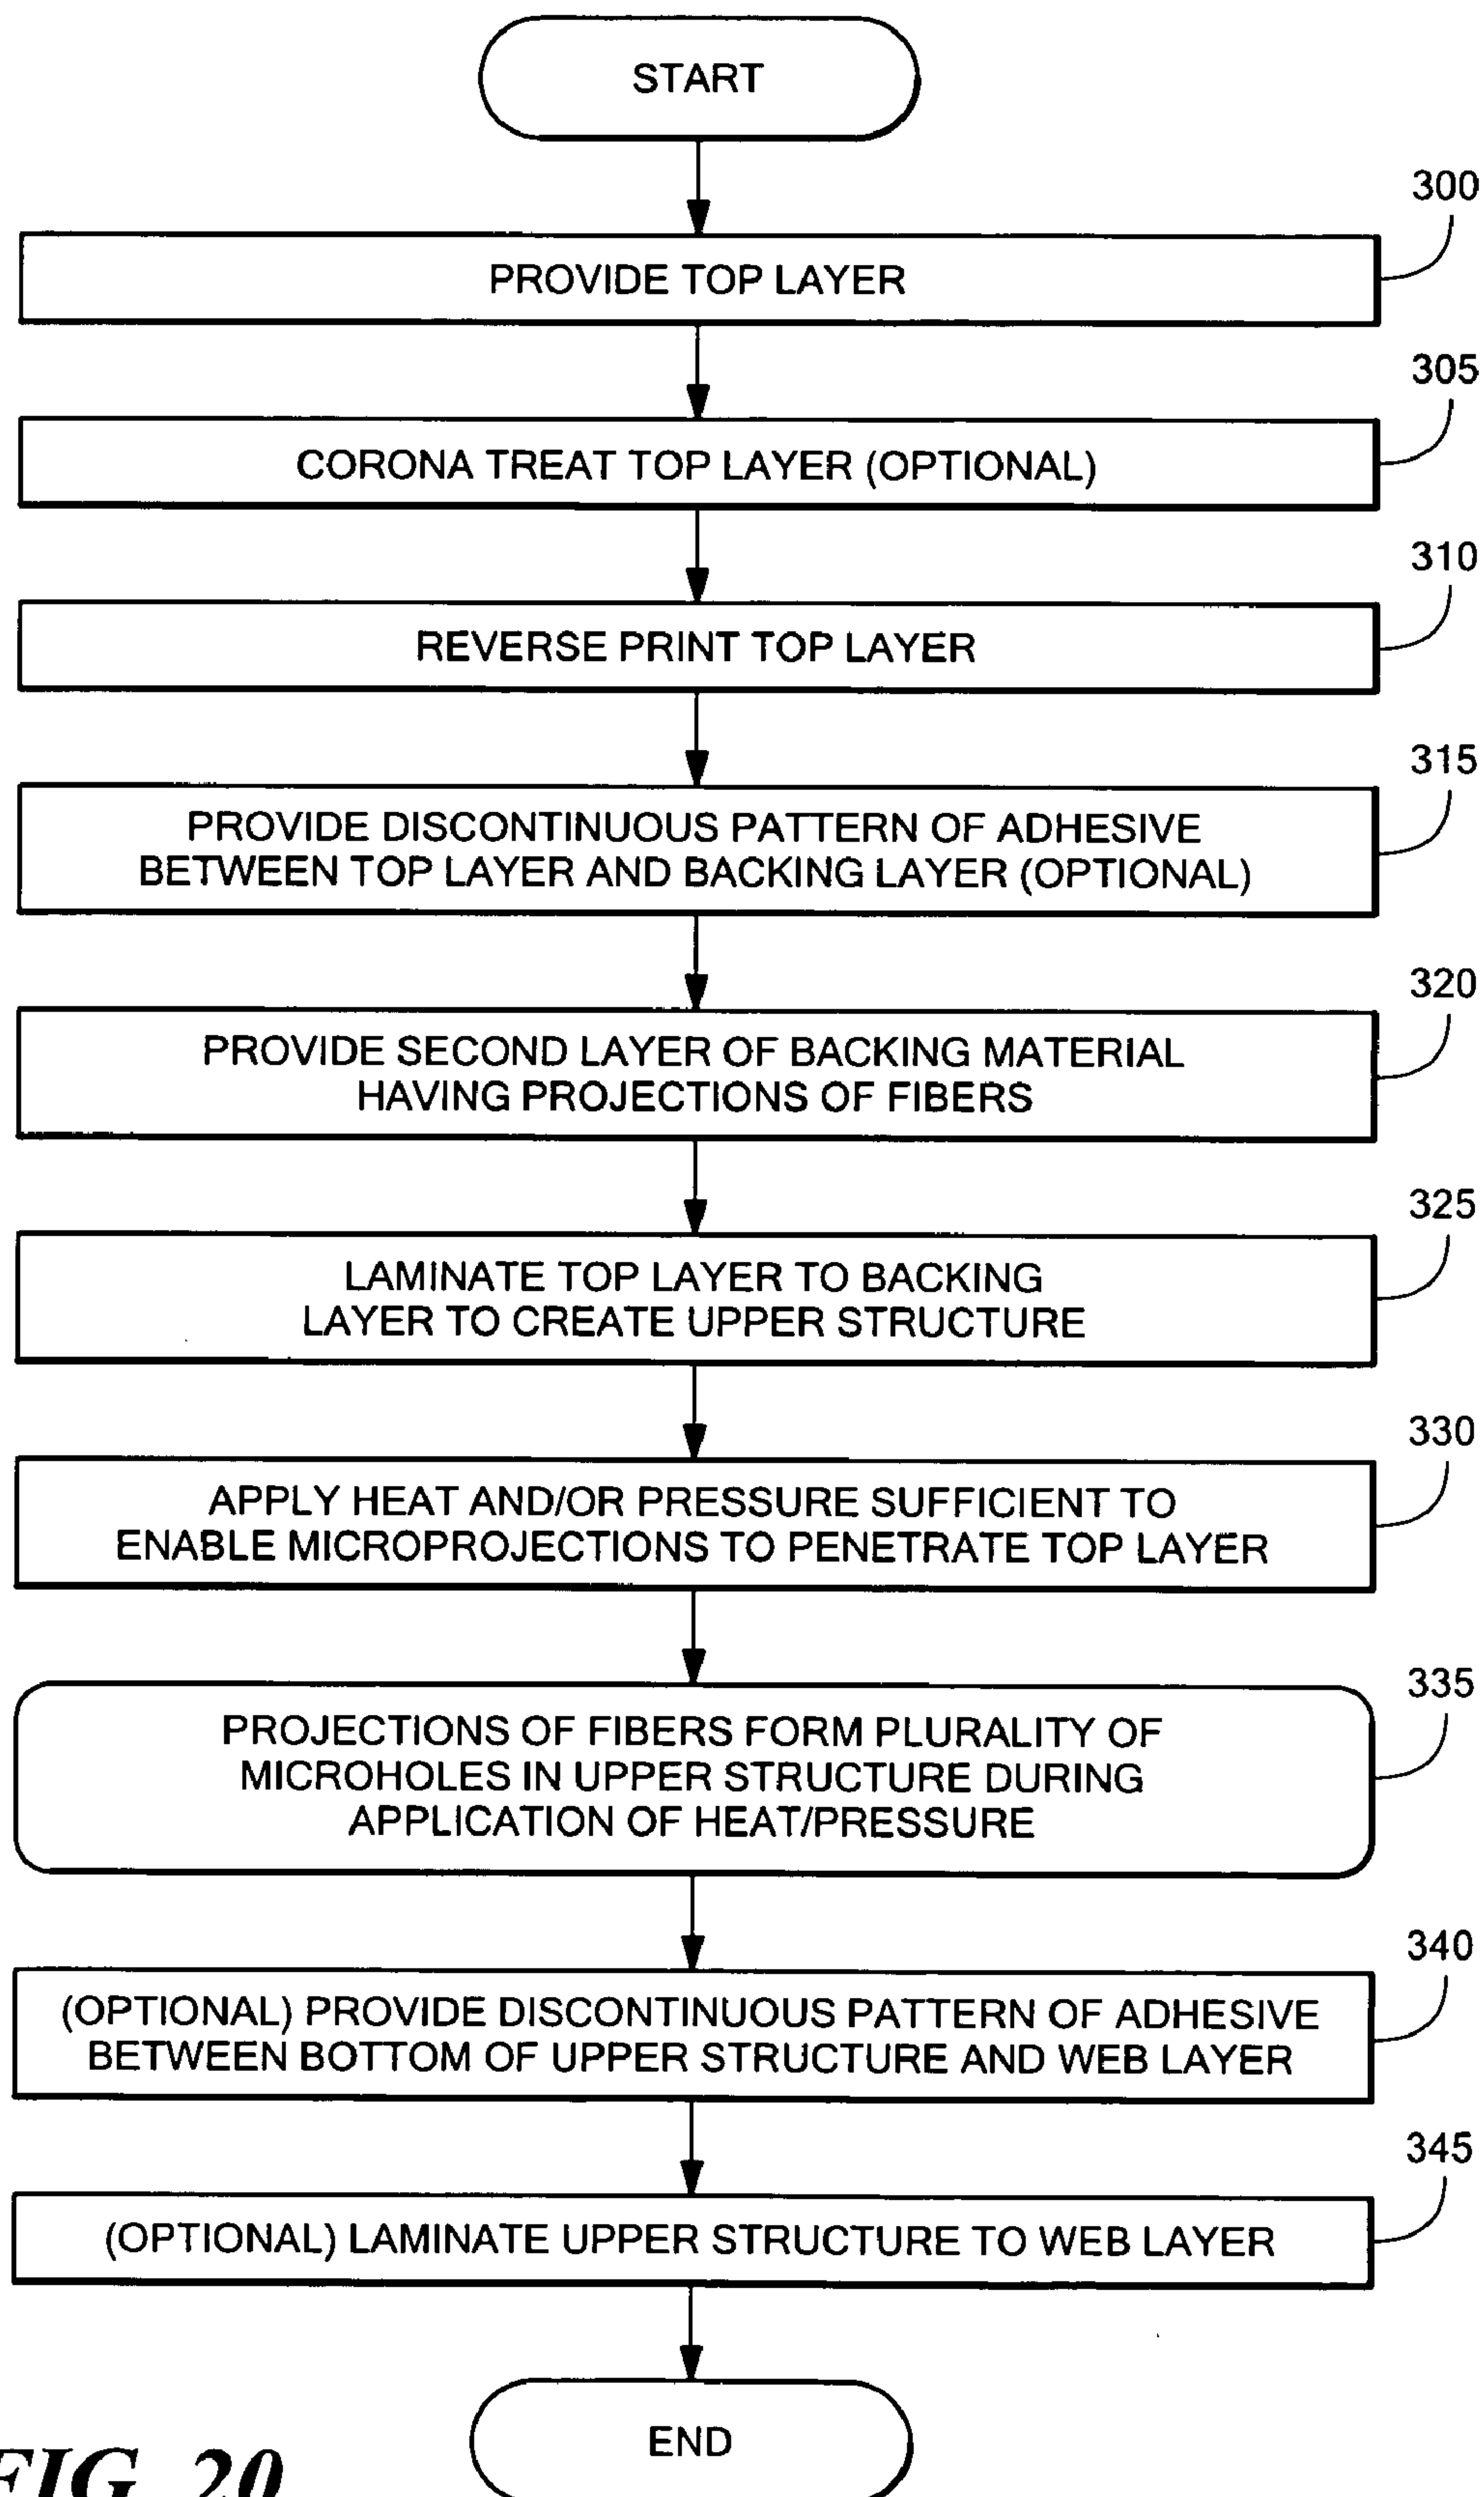 START
300
PROVIDE TOP LAYER
305
CORONA TREAT TOP LAYER (OPTIONAL)
310
REVERSE PRINT TOP LAYER
315
PROVIDE DISCONTINUOUS PATTERN OF ADHESIVE
BETWEEN TOP LAYER AND BACKING LAYER (OPTIONAL)
320
PROVIDE SECOND LAYER OF BACKING MATERIAL
HAVING PROJECTIONS OF FIBERS
325
LAMINATE TOP LAYER TO BACKING
LAYER TO CREATE UPPER STRUCTURE
330
APPLY HEAT AND/OR PRESSURE SUFFICIENT TO
ENABLE MICROPROJECTIONS TO PENETRATE TOP LAYER
335
PROJECTIONS OF FIBERS FORM PLURALITY OF
MICROHOLES IN UPPER STRUCTURE DURING
APPLICATION OF HEAT/PRESSURE
340
(OPTIONAL) PROVIDE DISCONTINUOUS PATTERN OF ADHESIVE
BETWEEN BOTTOM OF UPPER STRUCTURE AND WEB LAYER
345
(OPTIONAL) LAMINATE UPPER STRUCTURE TO WEB LAYER
END
FIG. 20